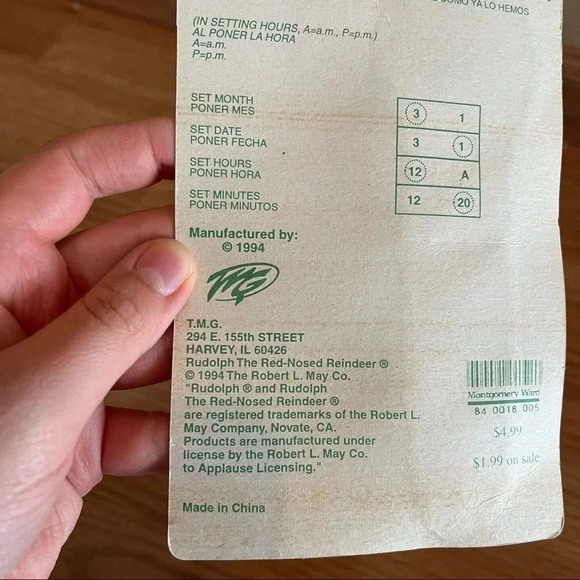 COMO YA LO HEMOS
(IN SETTING HOURS, A=a.m., P=p.m.)
AL PONER LA HORA
A=a.m.
P=p.m.
SET MONTH
PONER MES
3 1
SET DATE
PONER FECHA
3 1
SET HOURS
PONER HORA
12 A
SET MINUTES
PONER MINUTOS
12 20
Manufactured by:
© 1994
TMG
T.M.G.
294 E. 155th STREET
HARVEY, IL 60426
Rudolph The Red-Nosed Reindeer ®
© 1994 The Robert L. May Co.
"Rudolph ® and Rudolph
The Red-Nosed Reindeer ®
are registered trademarks of the Robert L.
May Company, Novate, CA.
Products are manufactured under
license by the Robert L. May Co.
to Applause Licensing."
Made in China
Montgomery Ward
84 0018 005
$4.99
$1.99 on sale